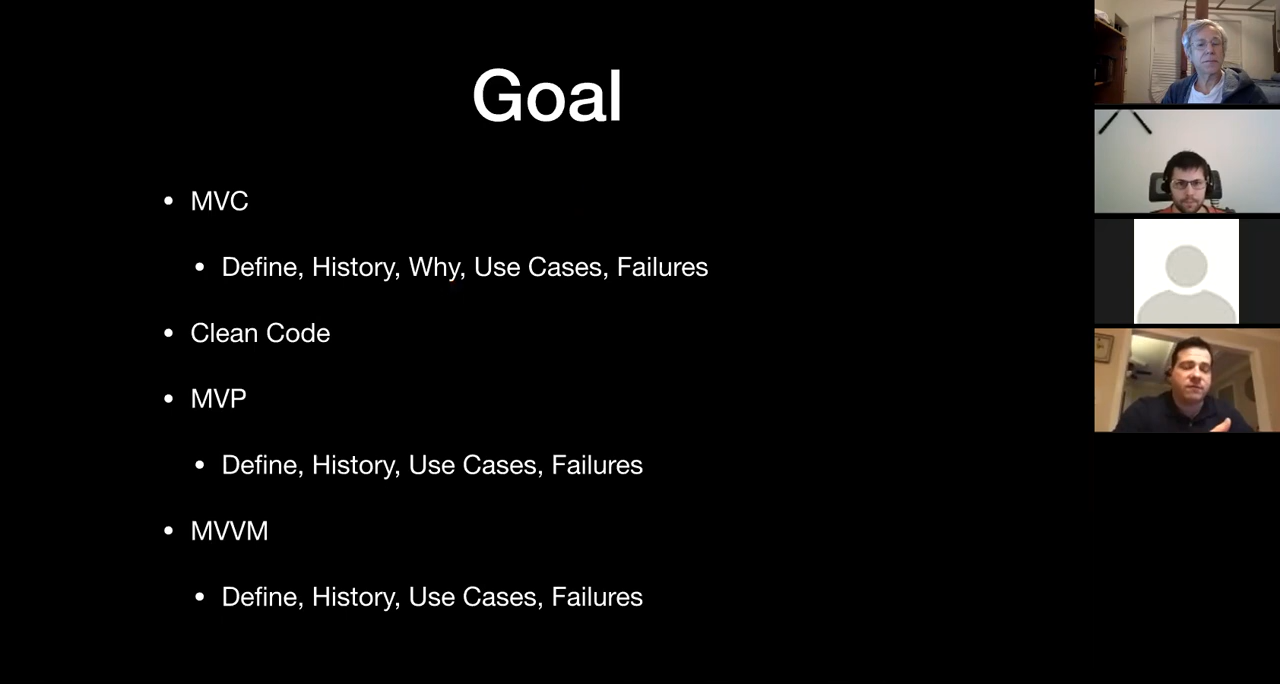 Goal
• MVC
• Define, History, Why, Use Cases, Failures
• Clean Code
• MVP
• Define, History, Use Cases, Failures
• MVVM
• Define, History, Use Cases, Failures